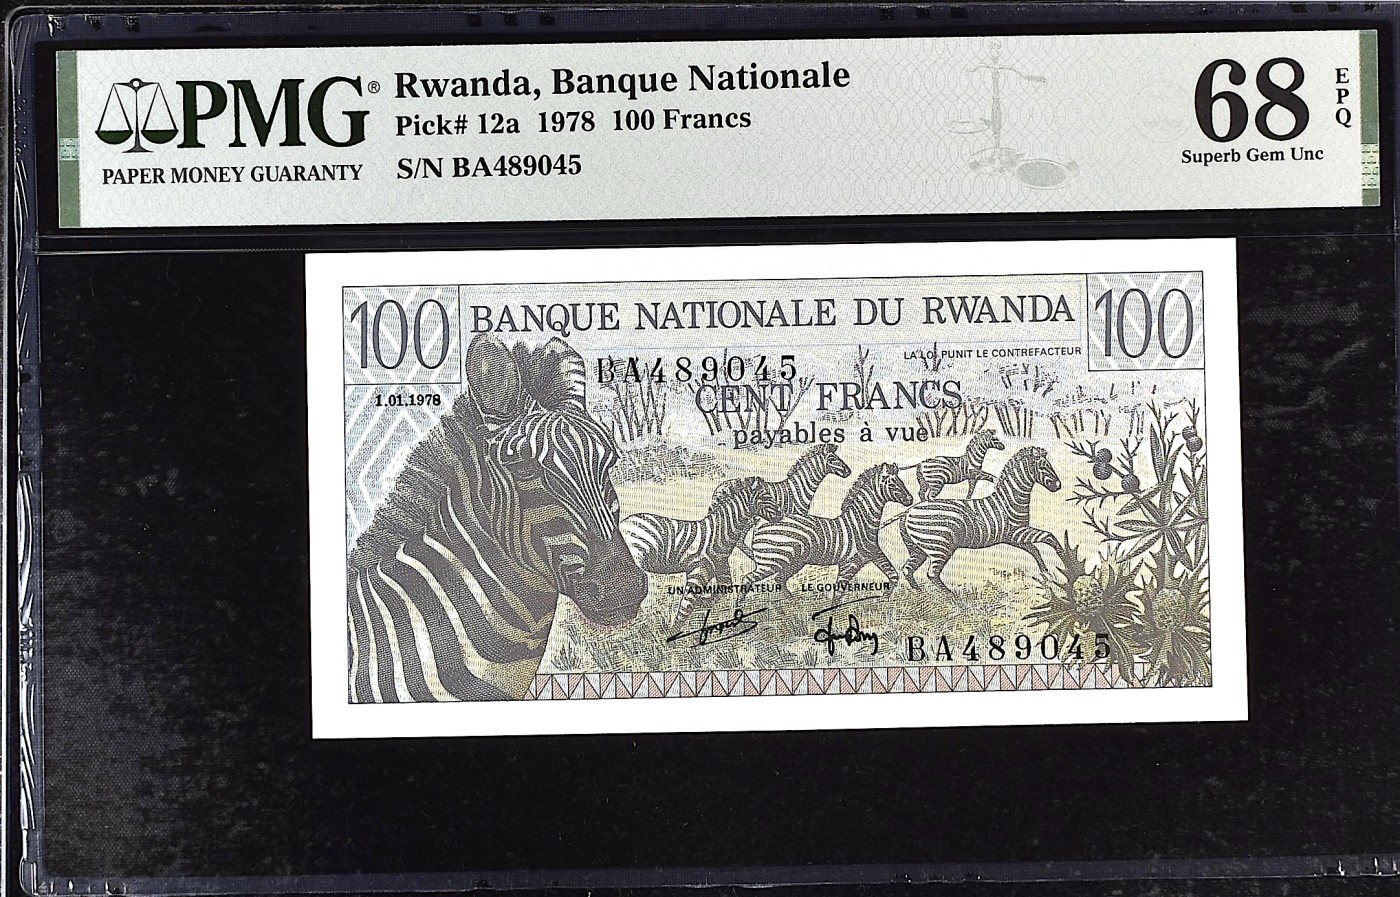 PMG®
PAPER MONEY GUARANTY
Rwanda, Banque Nationale
Pick# 12a 1978 100 Francs
S/N BA489045
68
EPQ
Superb Gem Unc
100
BANQUE NATIONALE DU RWANDA
100
BA489045
LA LOI PUNIT LE CONTREFACTEUR
1.01.1978
CENT FRANCS
payables à vue
UN ADMINISTRATEUR LE GOUVERNEUR
BA489045